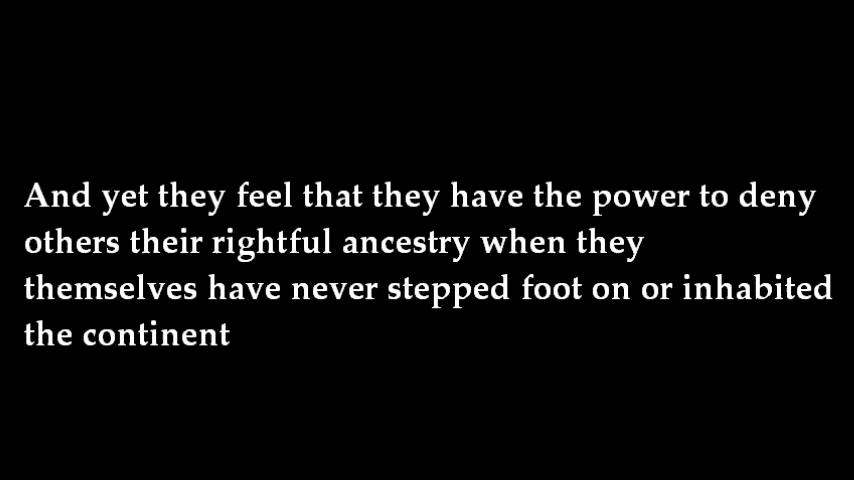 And yet they feel that they have the power to deny
others their rightful ancestry when they
themselves have never stepped foot on or inhabited
the continent